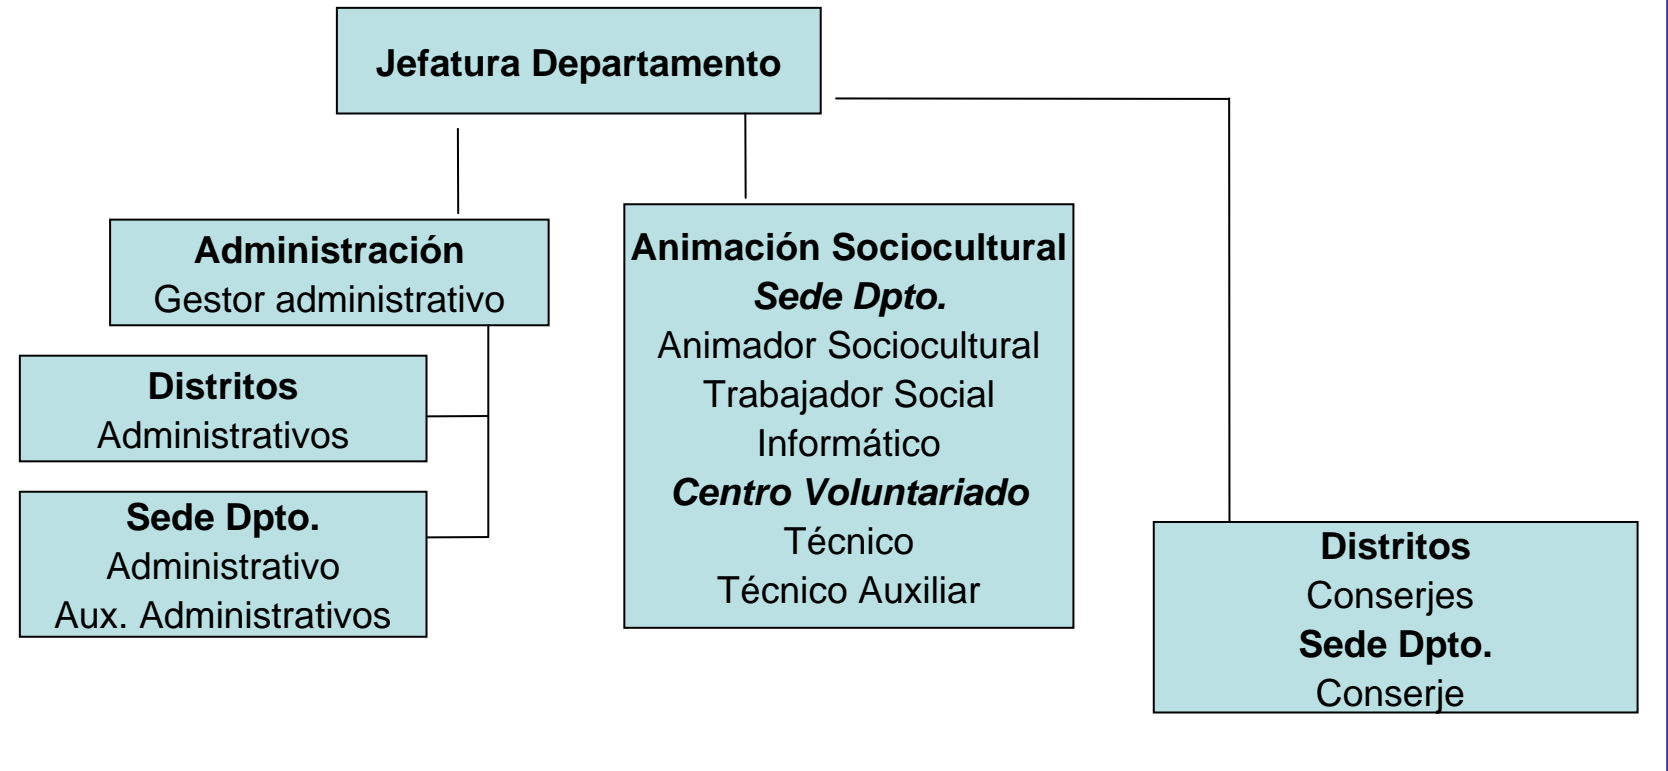 Jefatura Departamento
Administración
Gestor administrativo
Distritos
Administrativos
Sede Dpto.
Administrativo
Aux. Administrativos
Animación Sociocultural
Sede Dpto.
Animador Sociocultural
Trabajador Social
Informático
Centro Voluntariado
Técnico
Técnico Auxiliar
Distritos
Conserjes
Sede Dpto.
Conserje